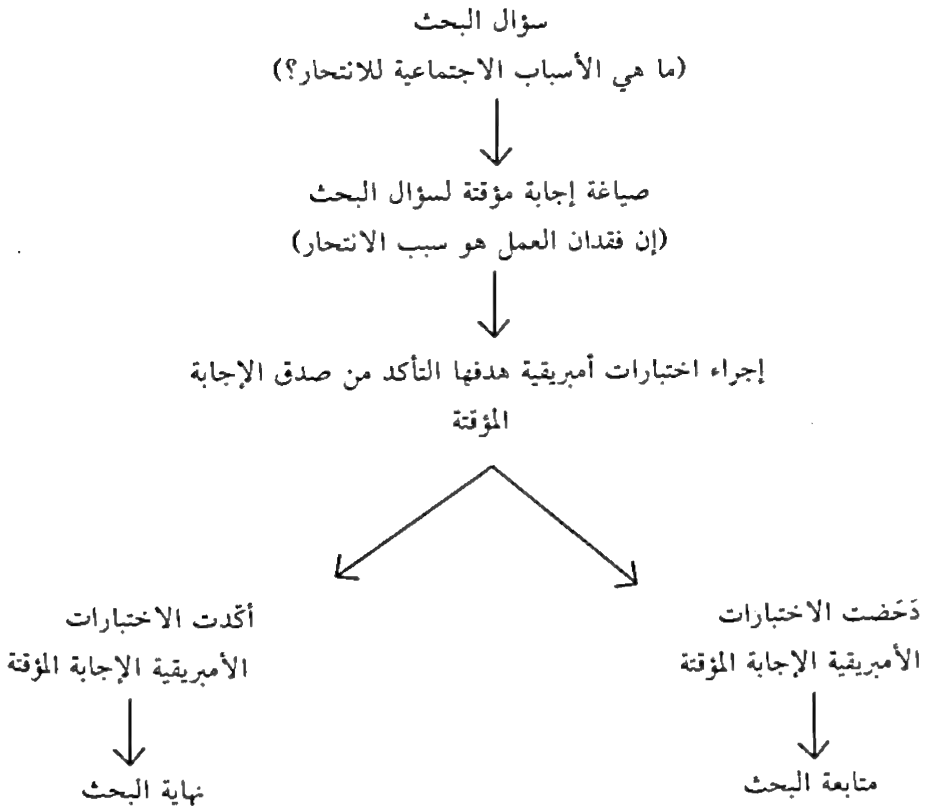 سؤال البحث
(ما هي الأسباب الاجتماعية للانتحار؟)
صياغة إجابة مؤقتة لسؤال البحث
(إن فقدان العمل هو سبب الانتحار)
إجراء اختبارات أمبريقية هدفها التأكد من صدق الإجابة
المؤقتة
دَحَضت الاختبارات
الأمبريقية الإجابة المؤقتة
متابعة البحث
أكّدت الاختبارات
الأمبريقية الإجابة المؤقتة
نهاية البحث